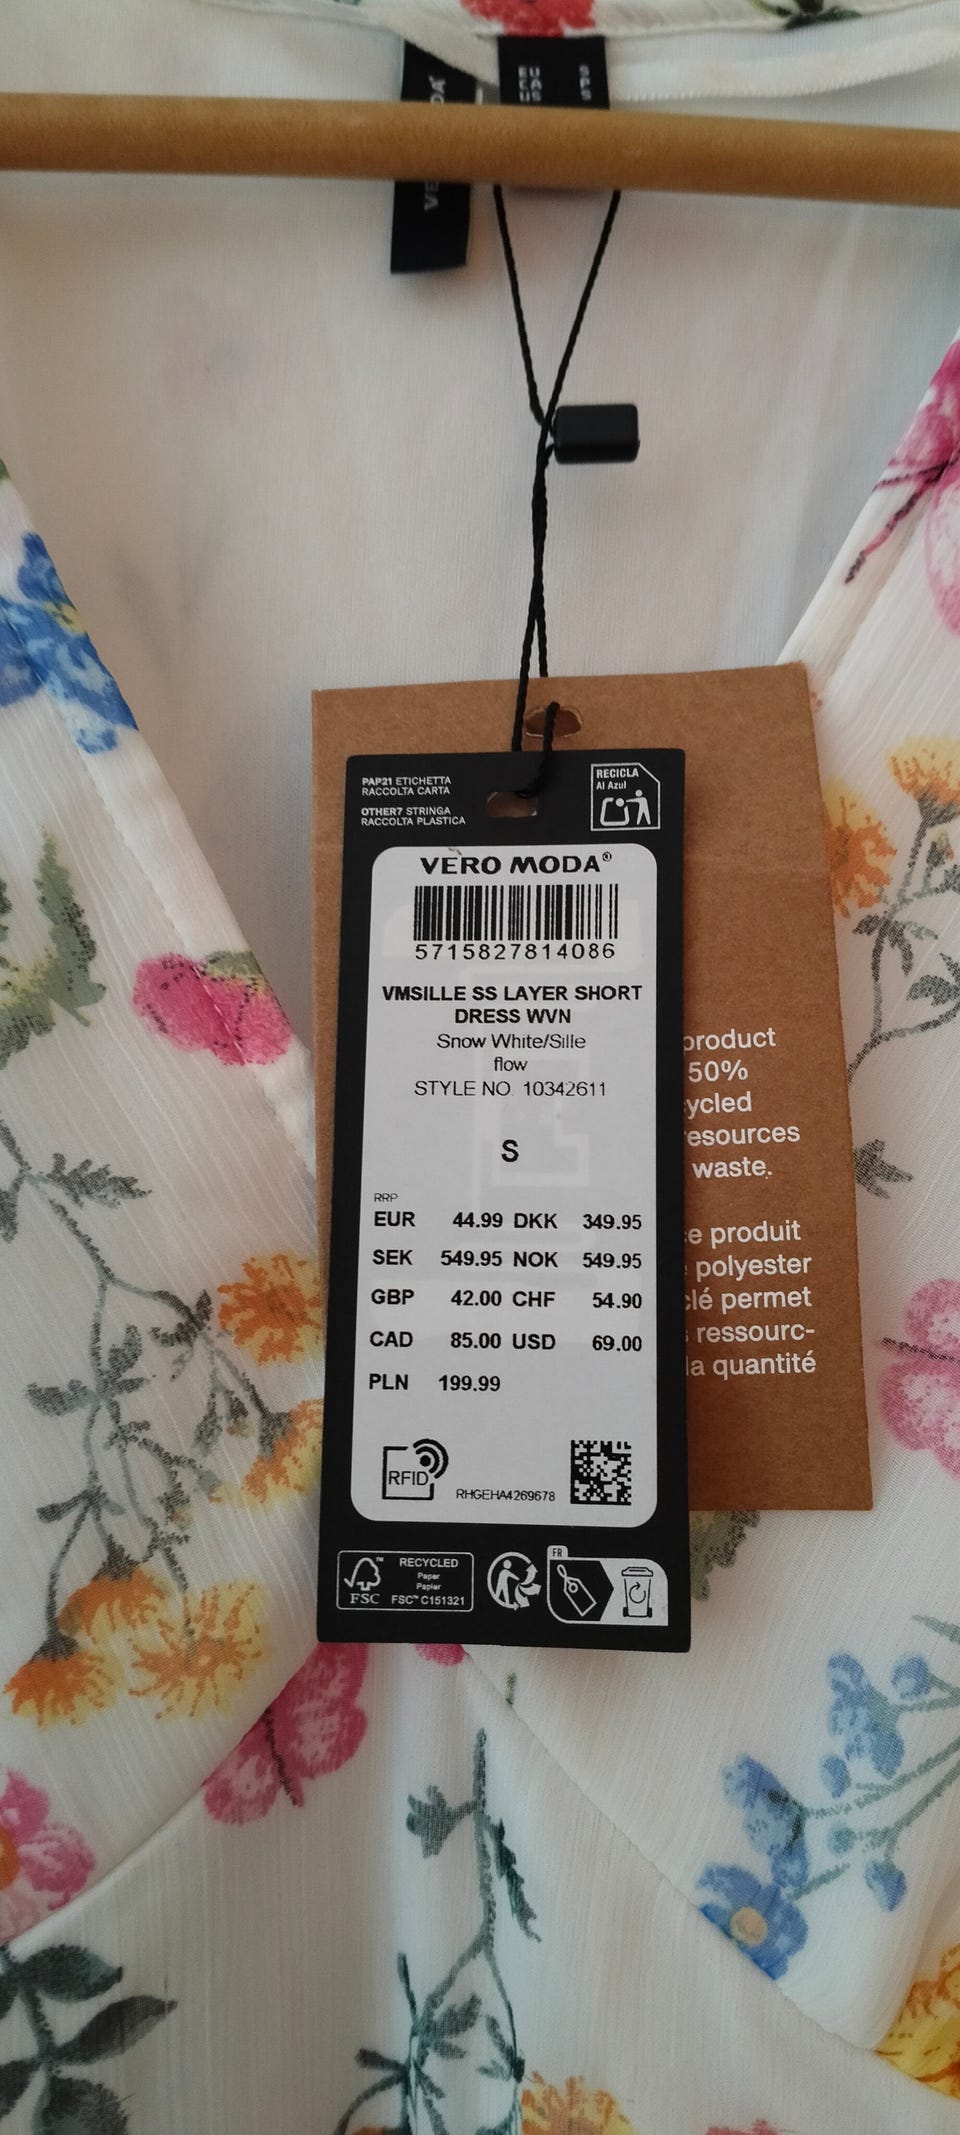 PAP21 ETICHETTA
RACCOLTA CARTA
OTHER7 STRINGA
RACCOLTA PLASTICA
RECICLA
Al Azul
VERO MODA®
5715827814086
VMSILLE SS LAYER SHORT
DRESS WVN
Snow White/Sille
flow
STYLE NO. 10342611
S
RRP
EUR 44.99 DKK 349.95
SEK 549.95 NOK 549.95
GBP 42.00 CHF 54.90
CAD 85.00 USD 69.00
PLN 199.99
RFID
RHGEHA4269678
FSC™
RECYCLED
Paper
Papier
FSC™ C151321
FR
product
50%
ycled
resources
waste.
e produit
polyester
clé permet
ressourc-
la quantité